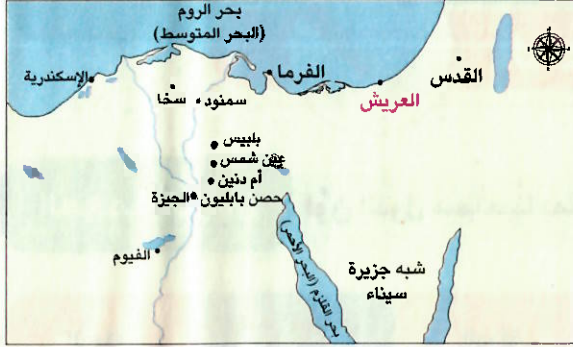 بحر الروم
(البحر المتوسط)
الإسكندرية
سخا
سمنود
الفرما
العريش
القدس
بلبيس
عين شمس
أم دنين
حصن بابليون الجيزة
الفيوم
بحر القلزم (البحر الأحمر)
شبه جزيرة
سيناء